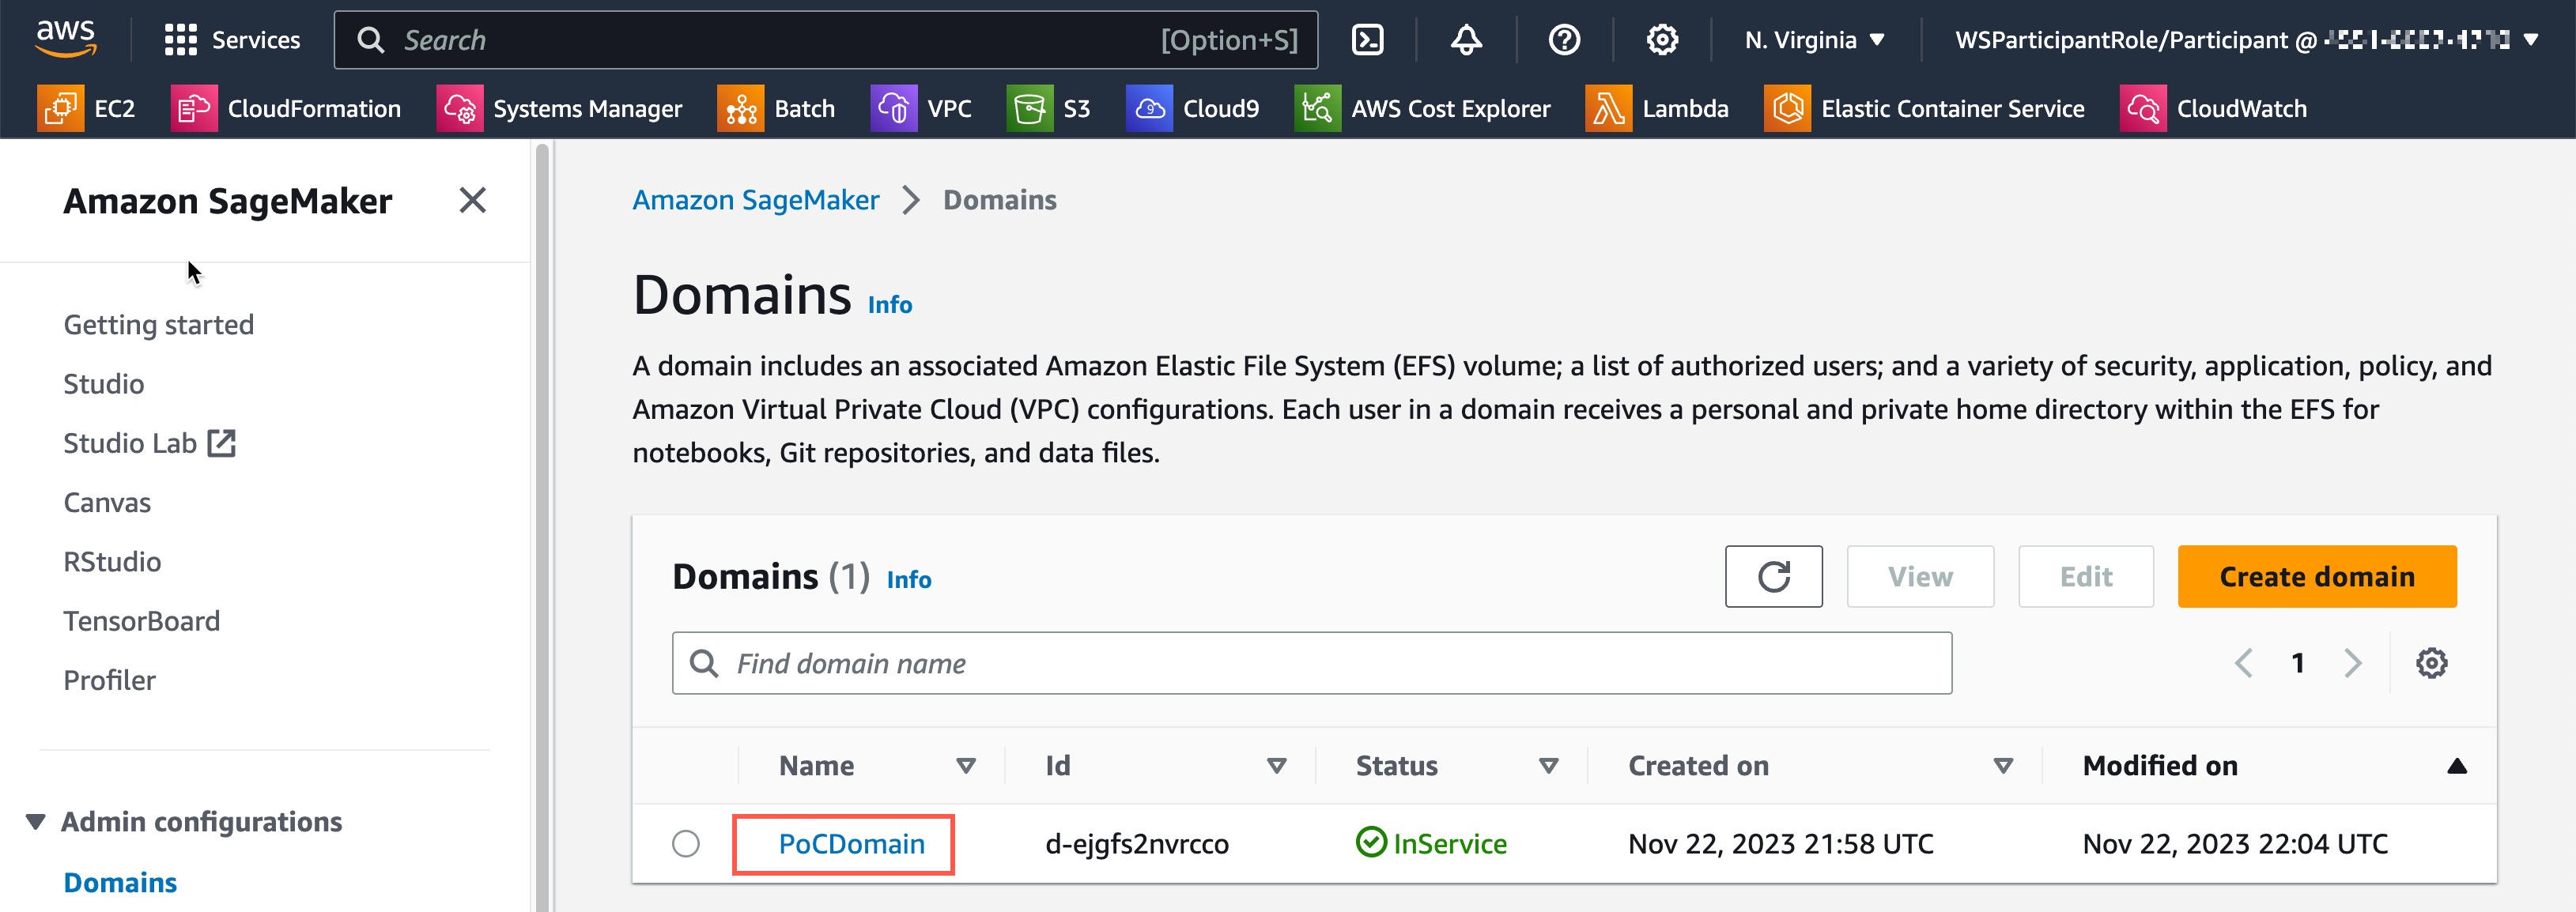 aws
Services
Search
[Option+S]
N. Virginia
WSParticipantRole/Participant @
EC2
CloudFormation
Systems Manager
Batch
VPC
S3
Cloud9
AWS Cost Explorer
Lambda
Elastic Container Service
CloudWatch
Amazon SageMaker
Getting started
Studio
Studio Lab
Canvas
RStudio
TensorBoard
Profiler
Admin configurations
Domains
Amazon SageMaker > Domains
Domains Info
A domain includes an associated Amazon Elastic File System (EFS) volume; a list of authorized users; and a variety of security, application, policy, and
Amazon Virtual Private Cloud (VPC) configurations. Each user in a domain receives a personal and private home directory within the EFS for
notebooks, Git repositories, and data files.
Domains (1) Info
View
Edit
Create domain
Find domain name
1
Name
Id
Status
Created on
Modified on
PoCDomain
d-ejgfs2nvrcco
InService
Nov 22, 2023 21:58 UTC
Nov 22, 2023 22:04 UTC